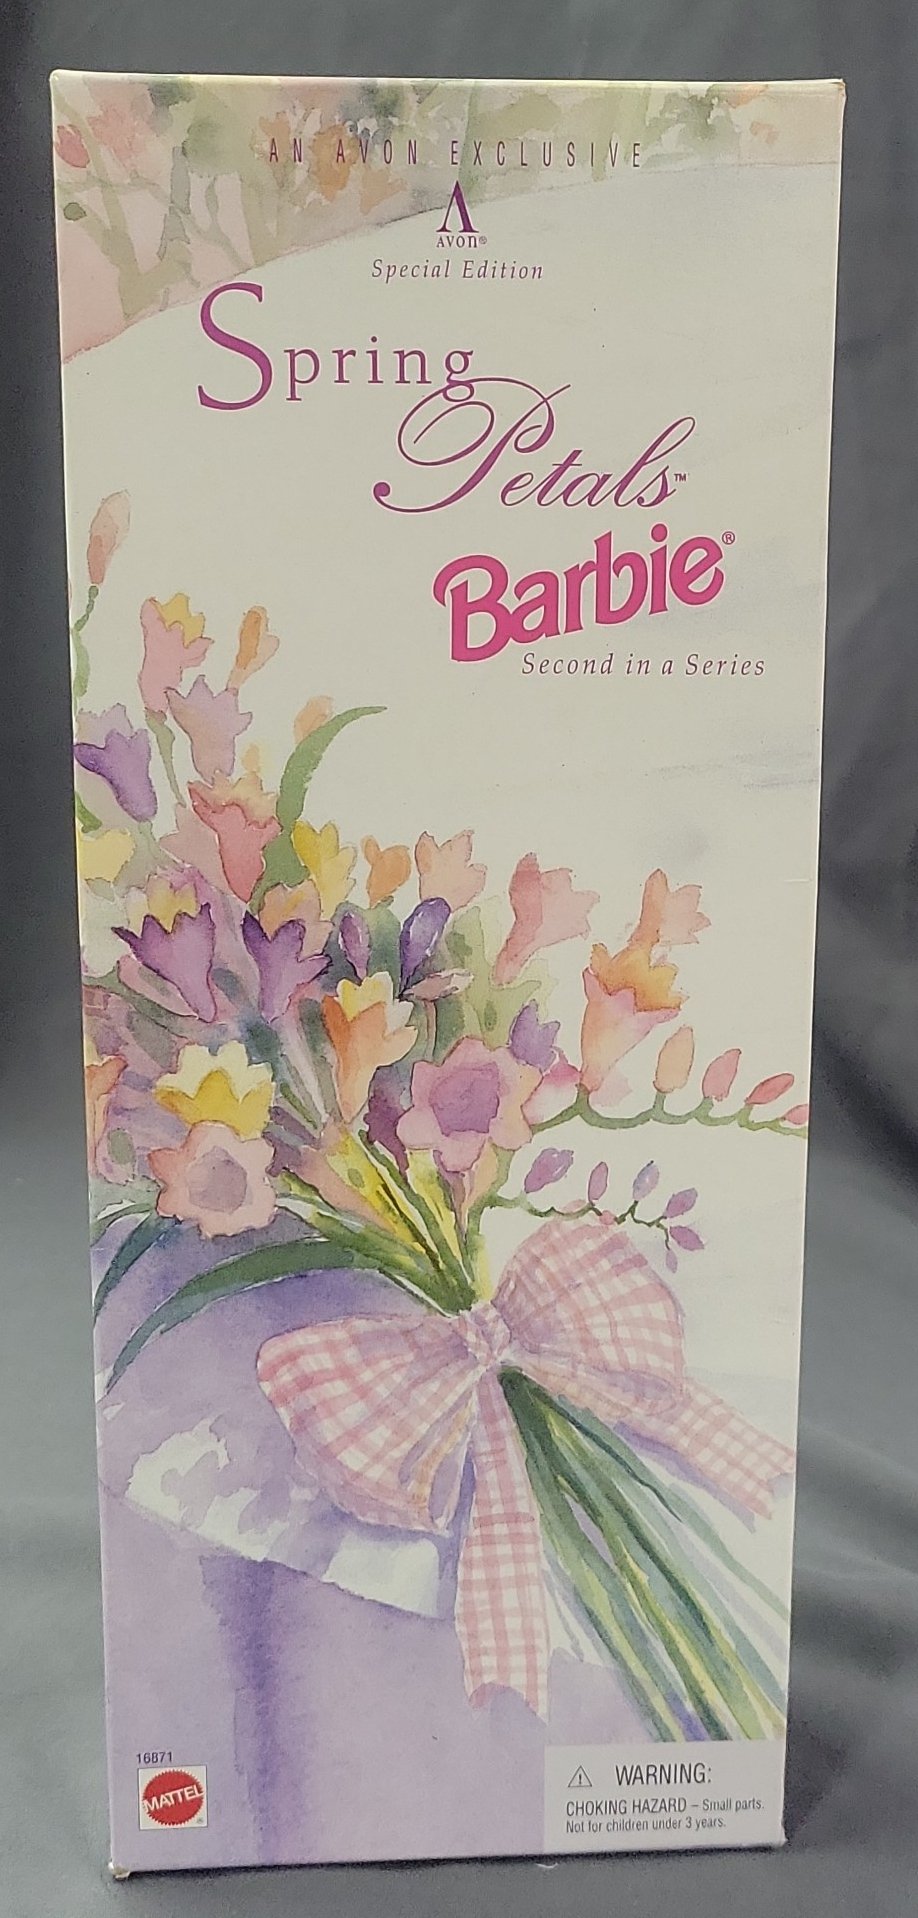 AN AVON EXCLUSIVE
AVON®
Special Edition
Spring
Petals™
Barbie®
Second in a Series
16871
MATTEL
®
⚠ WARNING:
CHOKING HAZARD – Small parts.
Not for children under 3 years.